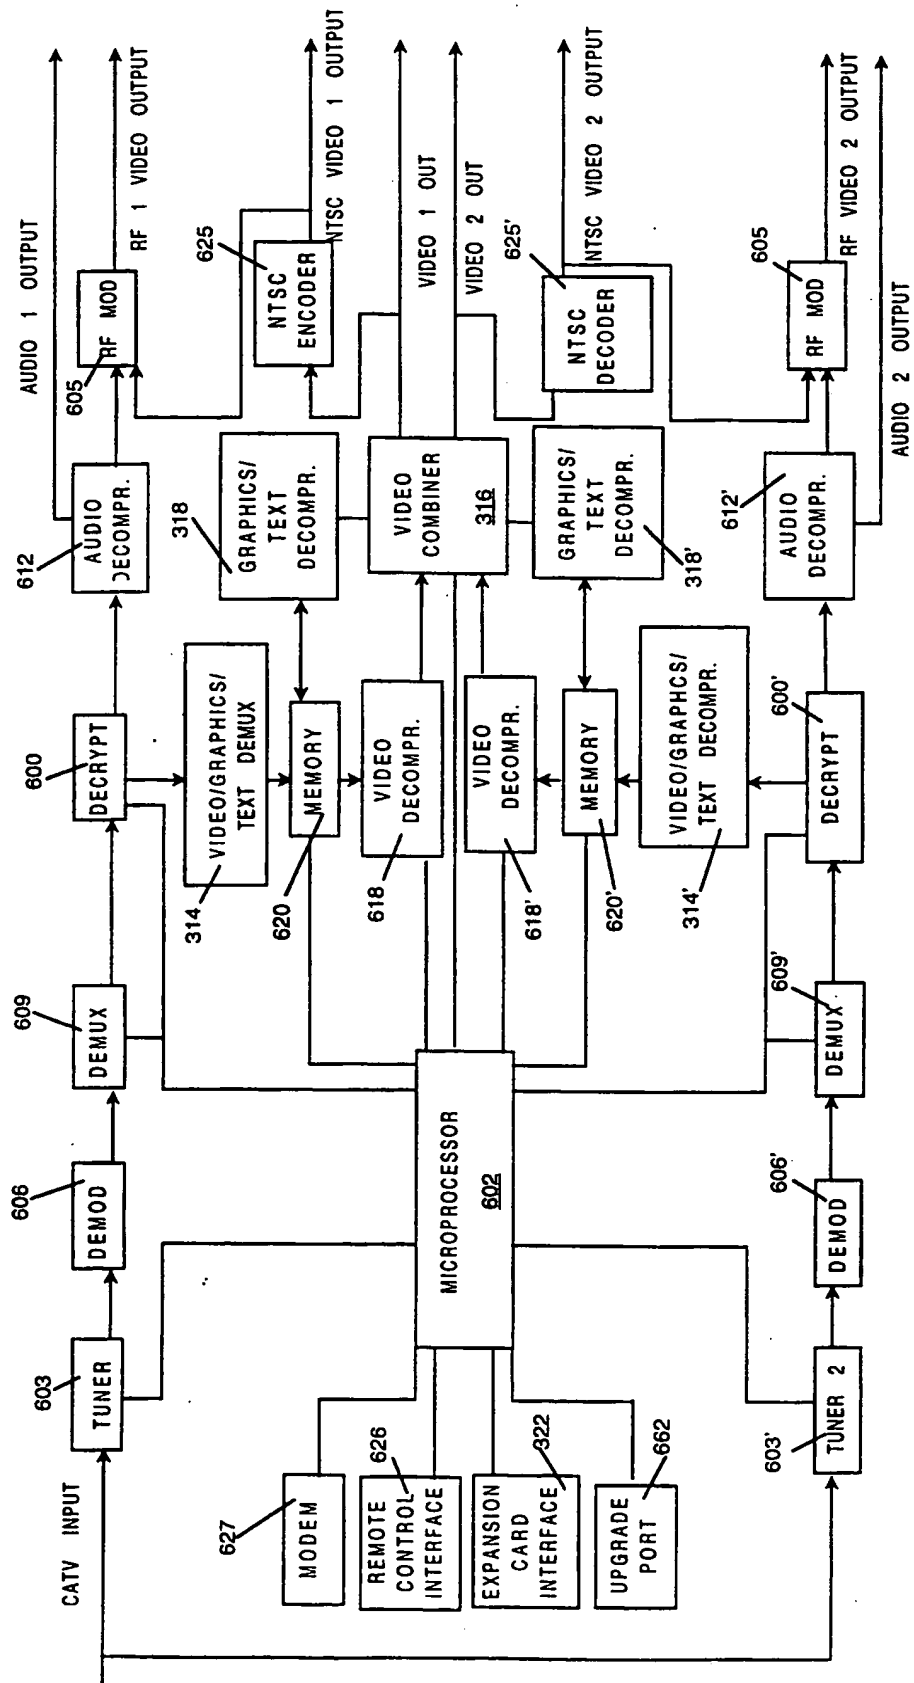 CATV INPUT
603
TUNER
606
DEMOD
609
DEMUX
600
DECRYPT
612
AUDIO
DECOMPR.
605
RF MOD
AUDIO 1 OUTPUT
RF 1 VIDEO OUTPUT
314
VIDEO/GRAPHICS/
TEXT DEMUX
318
GRAPHICS/
TEXT
DECOMPR.
625
NTSC
ENCODER
NTSC VIDEO 1 OUTPUT
627
MODEM
620
MEMORY
626
REMOTE
CONTROL
INTERFACE
618
VIDEO
DECOMPR.
VIDEO
COMBINER
316
VIDEO 1 OUT
VIDEO 2 OUT
MICROPROCESSOR
602
322
EXPANSION
CARD
INTERFACE
618'
VIDEO
DECOMPR.
625'
NTSC
DECODER
NTSC VIDEO 2 OUTPUT
662
UPGRADE
PORT
620'
MEMORY
318'
GRAPHICS/
TEXT
DECOMPR.
314'
VIDEO/GRAPHCS/
TEXT DECOMPR.
603'
TUNER 2
606'
DEMOD
609'
DEMUX
600'
DECRYPT
612'
AUDIO
DECOMPR.
605
RF MOD
RF VIDEO 2 OUTPUT
AUDIO 2 OUTPUT